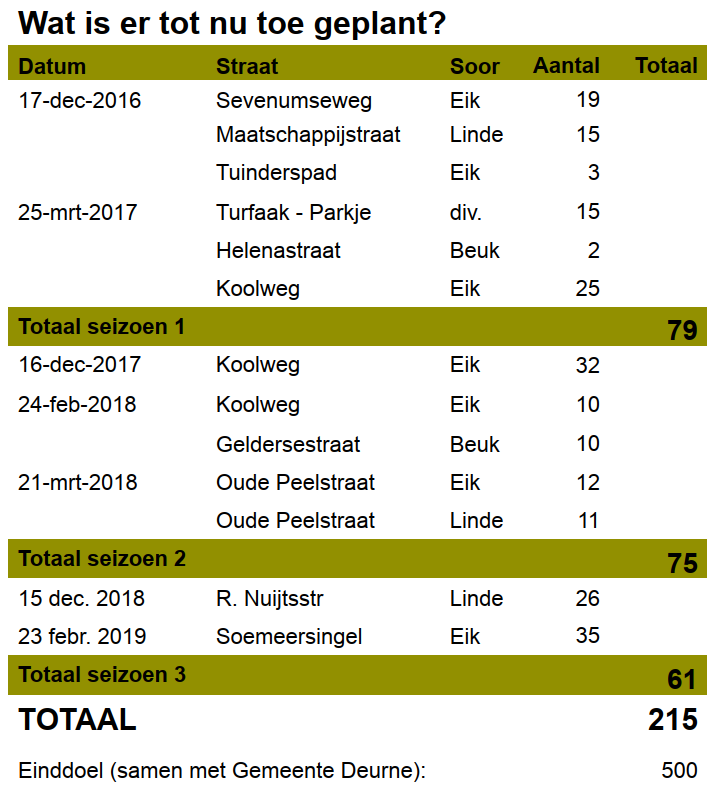 Wat is er tot nu toe geplant?
Datum Straat Soor Aantal Totaal
17-dec-2016 Sevenumseweg Eik 19
Maatschappijstraat Linde 15
Tuinderspad Eik 3
25-mrt-2017 Turfaak - Parkje div. 15
Helenastraat Beuk 2
Koolweg Eik 25
Totaal seizoen 1 79
16-dec-2017 Koolweg Eik 32
24-feb-2018 Koolweg Eik 10
Geldersestraat Beuk 10
21-mrt-2018 Oude Peelstraat Eik 12
Oude Peelstraat Linde 11
Totaal seizoen 2 75
15 dec. 2018 R. Nuijtsstr Linde 26
23 febr. 2019 Soemeersingel Eik 35
Totaal seizoen 3 61
TOTAAL 215
Einddoel (samen met Gemeente Deurne): 500